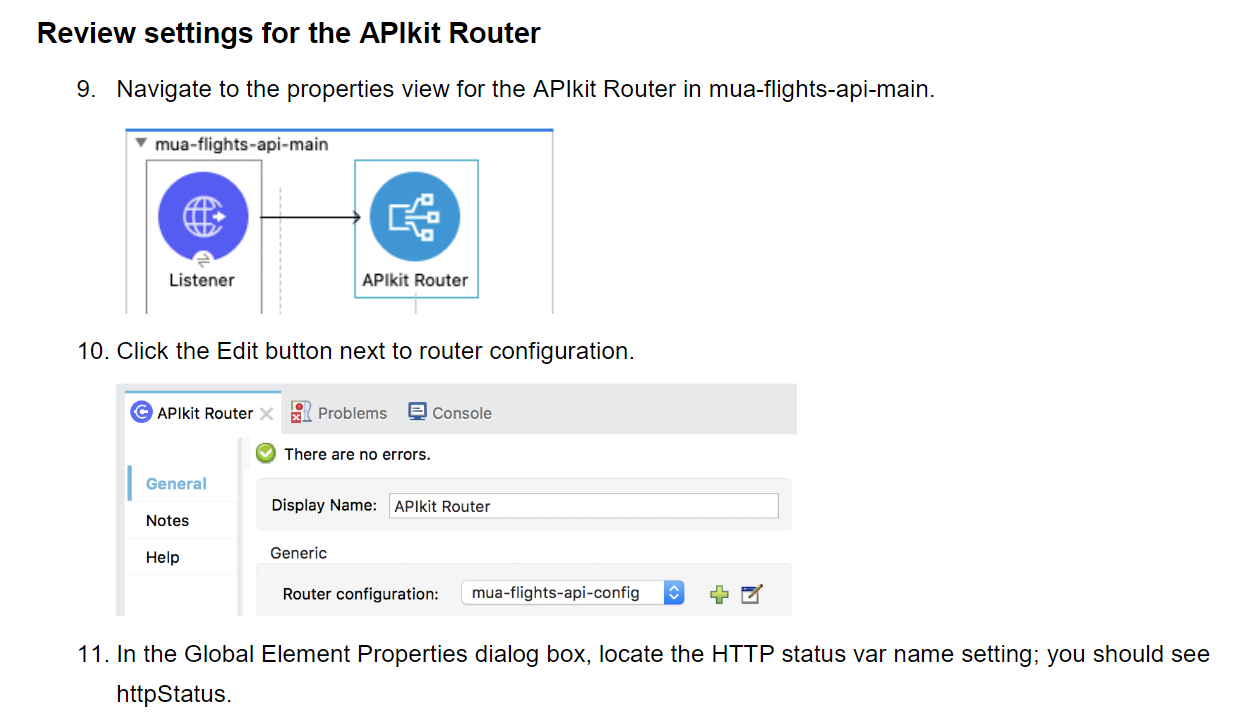 Review settings for the APIkit Router
9. Navigate to the properties view for the APIkit Router in mua-flights-api-main.
mua-flights-api-main
Listener
APIkit Router
10. Click the Edit button next to router configuration.
APIkit Router Problems Console
There are no errors.
General
Display Name: APIkit Router
Notes
Generic
Help
Router configuration: mua-flights-api-config
11. In the Global Element Properties dialog box, locate the HTTP status var name setting; you should see
httpStatus.